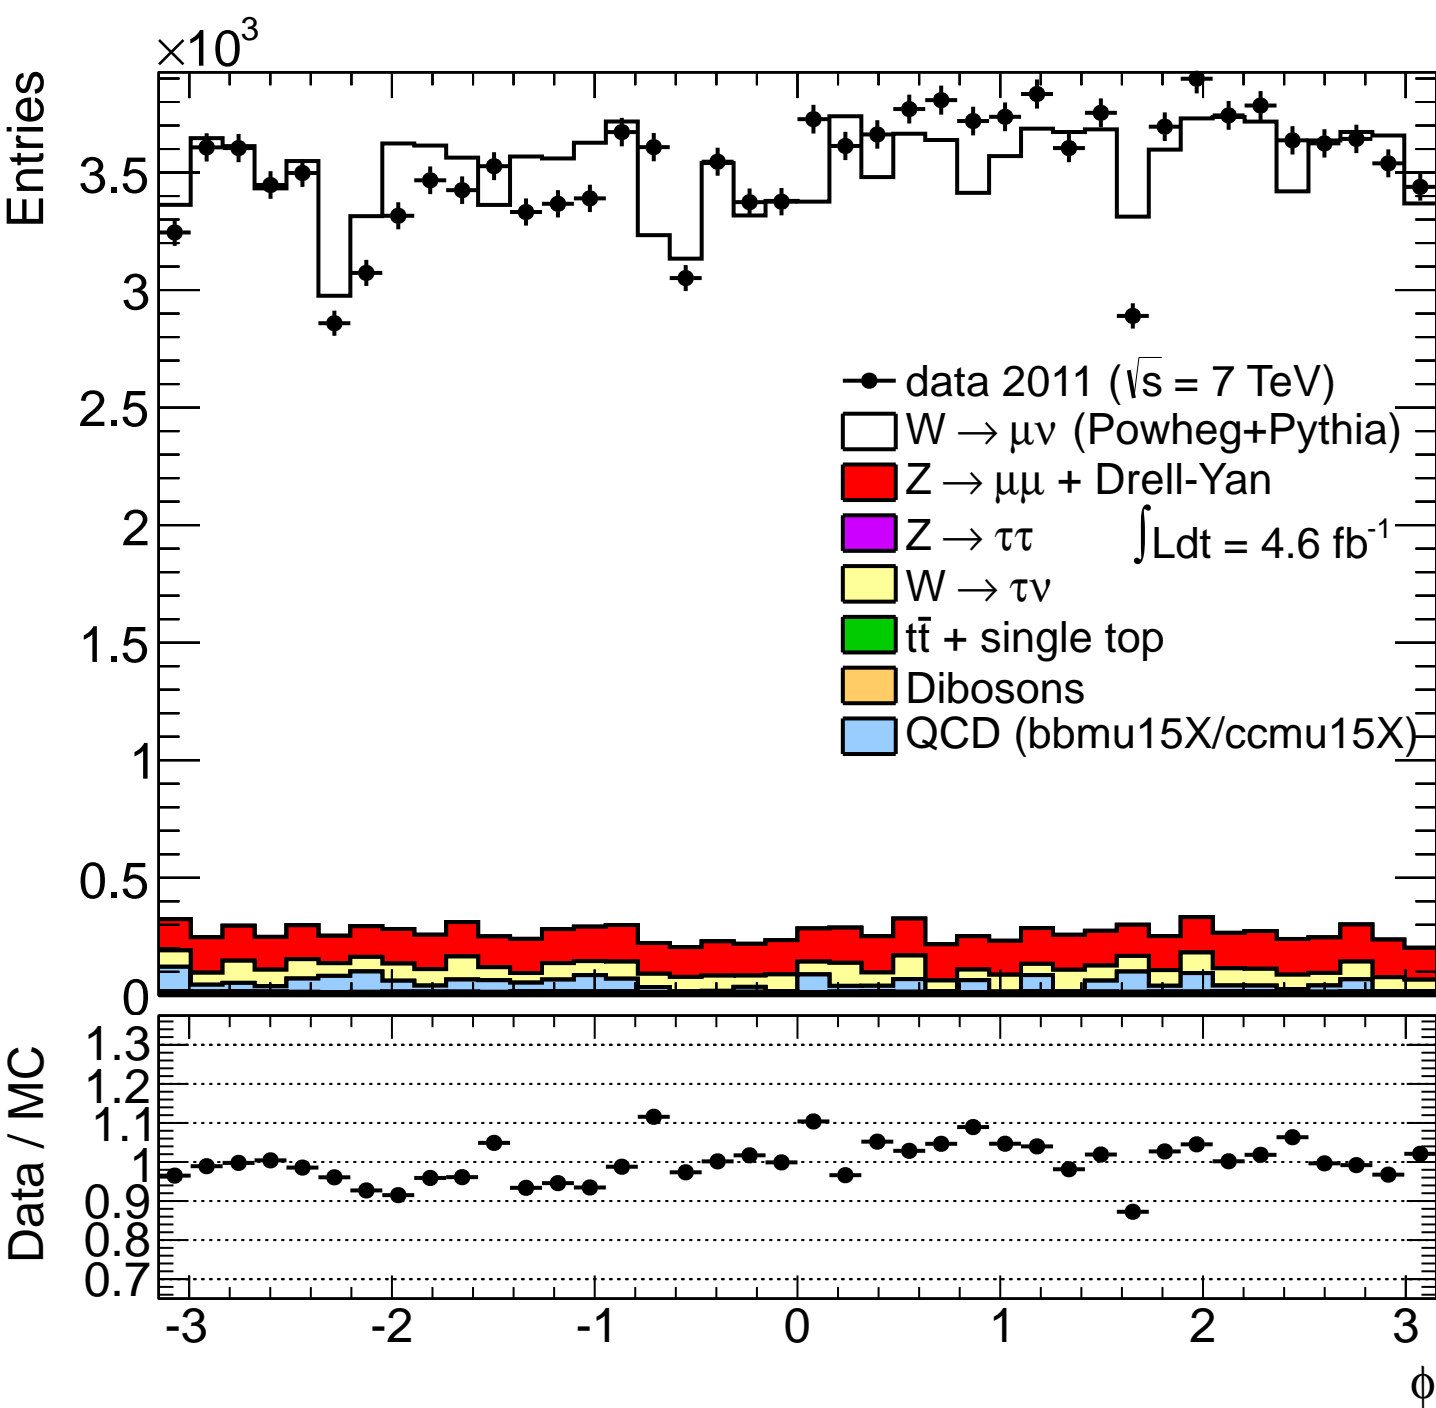 ×10³
Entries
3.5
3
2.5
2
1.5
1
0.5
0
data 2011 (√s = 7 TeV)
W → μν (Powheg+Pythia)
Z → μμ + Drell-Yan
Z → ττ
∫Ldt = 4.6 fb⁻¹
W → τν
tt̄ + single top
Dibosons
QCD (bbmu15X/ccmu15X)
Data / MC
1.3
1.2
1.1
1
0.9
0.8
0.7
-3 -2 -1 0 1 2 3
ϕ